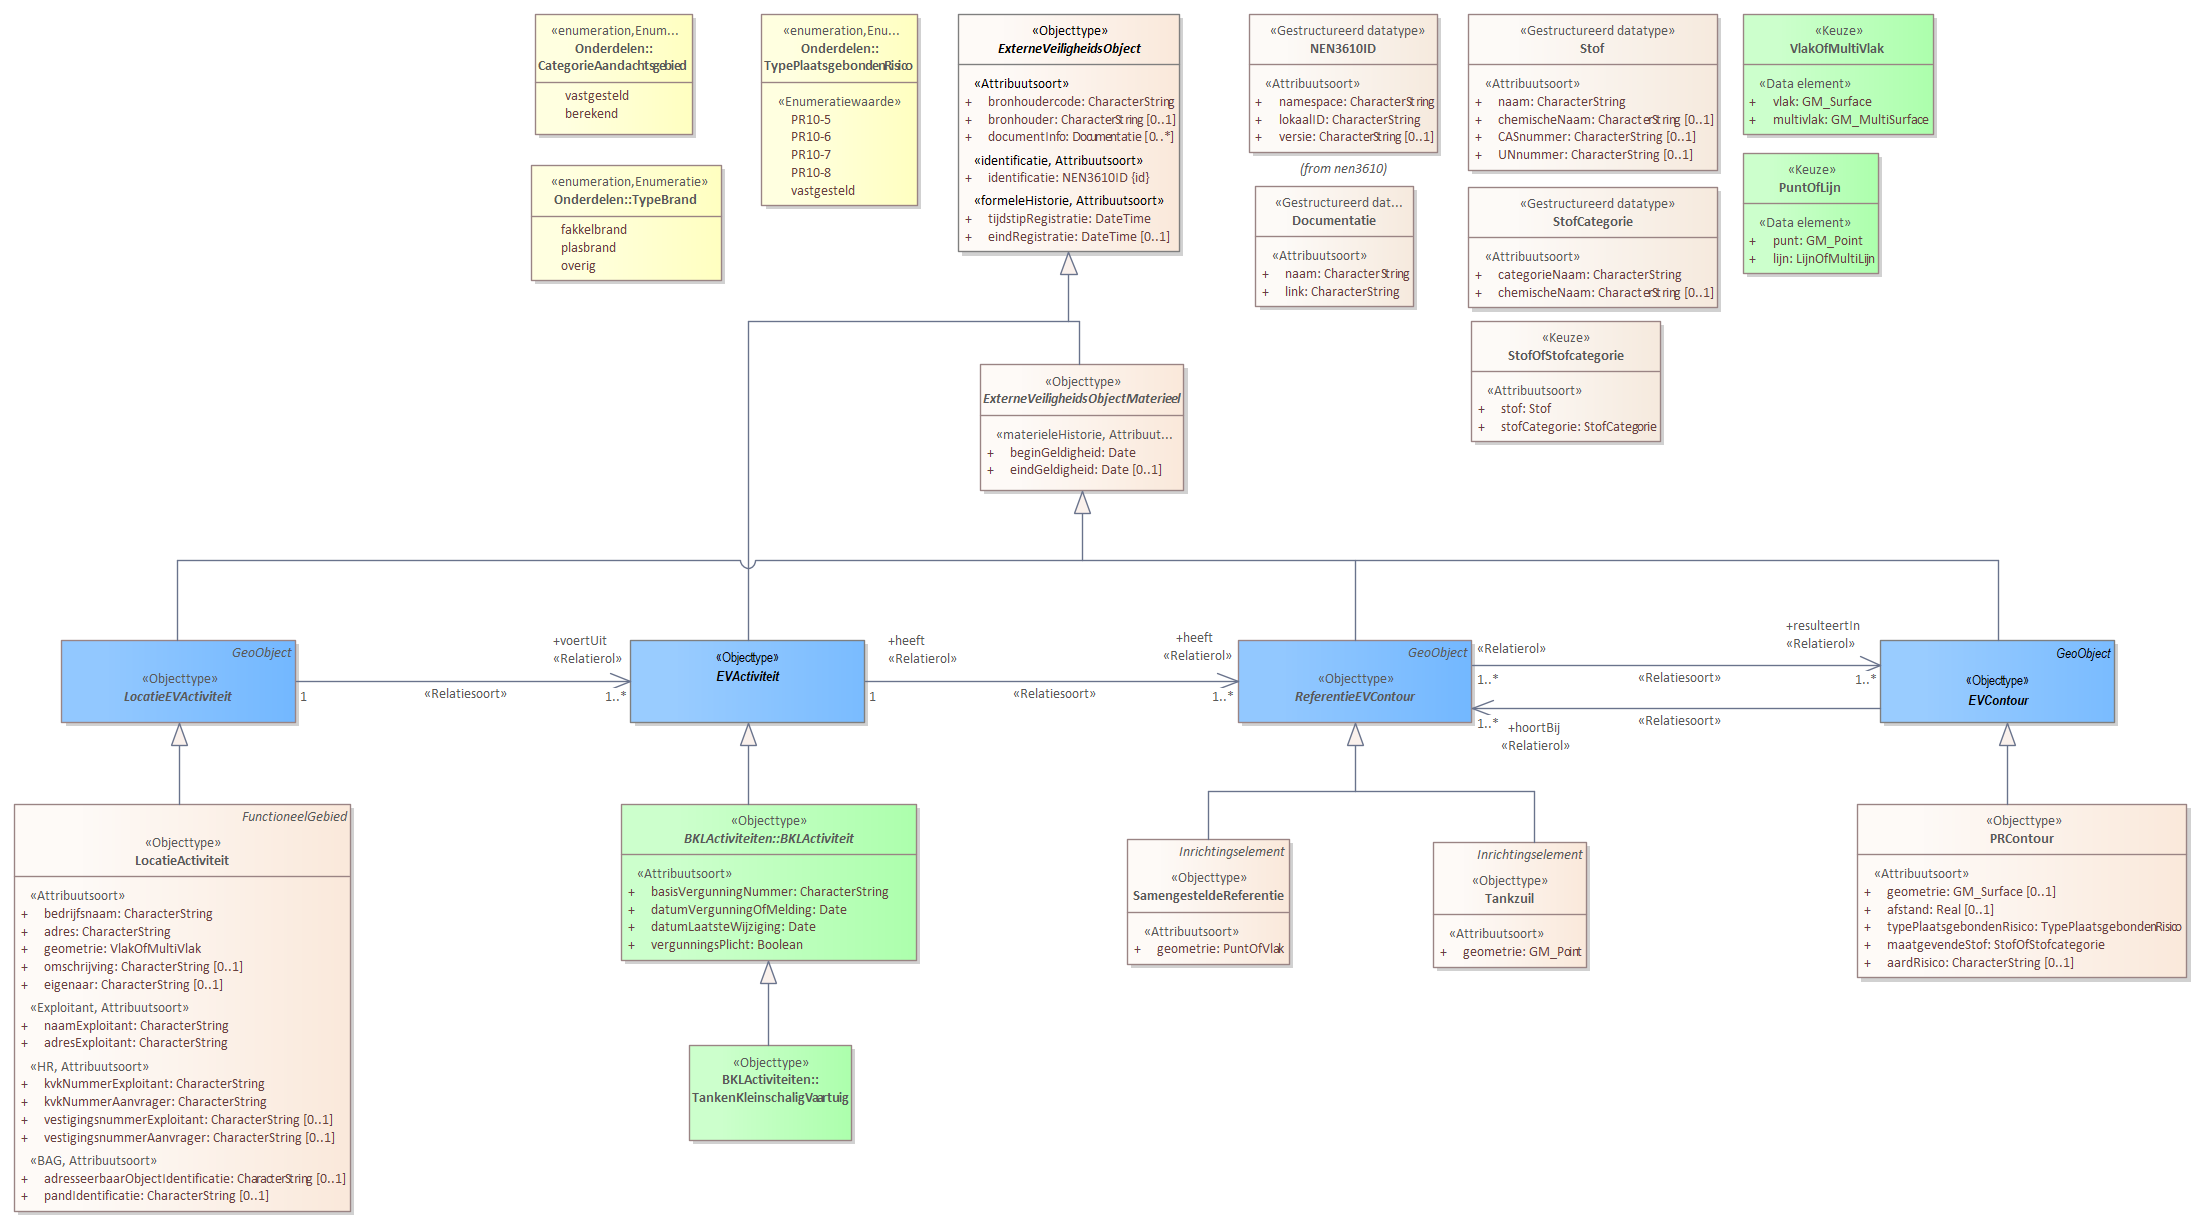 «enumeration,Enum...
Onderdelen::
CategorieAandachtsgebied
vastgesteld
berekend
«enumeration,Enumeratie»
Onderdelen::TypeBrand
fakkelbrand
plasbrand
overig
«enumeration,Enu...
Onderdelen::
TypePlaatsgebondenRisico
«Enumeratiewaarde»
PR10-5
PR10-6
PR10-7
PR10-8
vastgesteld
«Objecttype»
ExterneVeiligheidsObject
«Attribuutsoort»
+ bronhoudercode: CharacterString
+ bronhouder: CharacterString [0..1]
+ documentInfo: Documentatie [0..*]
«identificatie, Attribuutsoort»
+ identificatie: NEN3610ID {id}
«formeleHistorie, Attribuutsoort»
+ tijdstipRegistratie: DateTime
+ eindRegistratie: DateTime [0..1]
«Gestructureerd datatype»
NEN3610ID
«Attribuutsoort»
+ namespace: CharacterString
+ lokaalID: CharacterString
+ versie: CharacterString [0..1]
(from nen3610)
«Gestructureerd dat...
Documentatie
«Attribuutsoort»
+ naam: CharacterString
+ link: CharacterString
«Gestructureerd datatype»
Stof
«Attribuutsoort»
+ naam: CharacterString
+ chemischeNaam: CharacterString [0..1]
+ CASnummer: CharacterString [0..1]
+ UNnummer: CharacterString [0..1]
«Gestructureerd datatype»
StofCategorie
«Attribuutsoort»
+ categorieNaam: CharacterString
+ chemischeNaam: CharacterString [0..1]
«Keuze»
StofOfStofcategorie
«Attribuutsoort»
+ stof: Stof
+ stofCategorie: StofCategorie
«Keuze»
VlakOfMultiVlak
«Data element»
+ vlak: GM_Surface
+ multivlak: GM_MultiSurface
«Keuze»
PuntOfLijn
«Data element»
+ punt: GM_Point
+ lijn: LijnOfMultiLijn
«Objecttype»
ExterneVeiligheidsObjectMaterieel
«materieleHistorie, Attribuut...
+ beginGeldigheid: Date
+ eindGeldigheid: Date [0..1]
GeoObject
«Objecttype»
LocatieEVActiviteit
1
«Relatiesoort»
+voertUit
«Relatierol»
1..*
«Objecttype»
EVActiviteit
+heeft
«Relatierol»
1
«Relatiesoort»
+heeft
«Relatierol»
1..*
GeoObject
«Objecttype»
ReferentieEVContour
«Relatierol»
1..*
«Relatiesoort»
+resulteertIn
«Relatierol»
1..*
1..*
+hoortBij
«Relatierol»
«Relatiesoort»
GeoObject
«Objecttype»
EVContour
FunctioneelGebied
«Objecttype»
LocatieActiviteit
«Attribuutsoort»
+ bedrijfsnaam: CharacterString
+ adres: CharacterString
+ geometrie: VlakOfMultiVlak
+ omschrijving: CharacterString [0..1]
+ eigenaar: CharacterString [0..1]
«Exploitant, Attribuutsoort»
+ naamExploitant: CharacterString
+ adresExploitant: CharacterString
«HR, Attribuutsoort»
+ kvkNummerExploitant: CharacterString
+ kvkNummerAanvrager: CharacterString
+ vestigingsnummerExploitant: CharacterString [0..1]
+ vestigingsnummerAanvrager: CharacterString [0..1]
«BAG, Attribuutsoort»
+ adresseerbaarObjectIdentificatie: CharacterString [0..1]
+ pandIdentificatie: CharacterString [0..1]
«Objecttype»
BKLActiviteiten::BKLActiviteit
«Attribuutsoort»
+ basisVergunningNummer: CharacterString
+ datumVergunningOfMelding: Date
+ datumLaatsteWijziging: Date
+ vergunningsPlicht: Boolean
«Objecttype»
BKLActiviteiten::
TankenKleinschaligVaartuig
Inrichtingselement
«Objecttype»
SamengesteldeReferentie
«Attribuutsoort»
+ geometrie: PuntOfVlak
Inrichtingselement
«Objecttype»
Tankzuil
«Attribuutsoort»
+ geometrie: GM_Point
«Objecttype»
PRContour
«Attribuutsoort»
+ geometrie: GM_Surface [0..1]
+ afstand: Real [0..1]
+ typePlaatsgebondenRisico: TypePlaatsgebondenRisico
+ maatgevendeStof: StofOfStofcategorie
+ aardRisico: CharacterString [0..1]